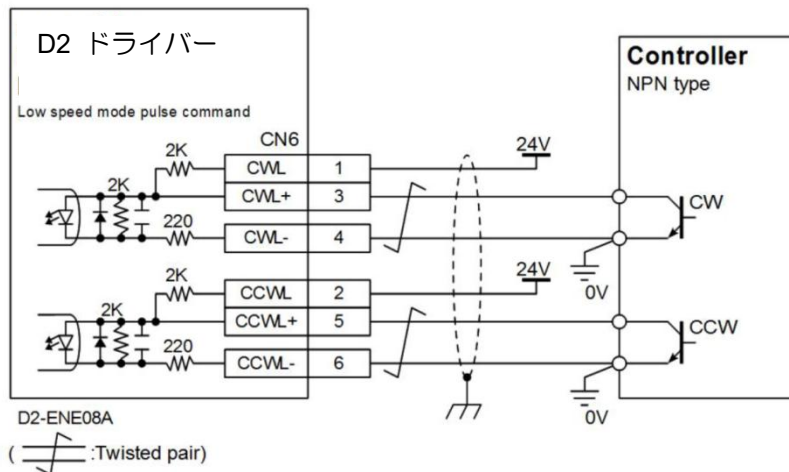 D2 ドライバー
Controller
NPN type
Low speed mode pulse command
CN6
24V
2K
CWL 1
2K
CWL+ 3
CW
220
CWL- 4
0V
24V
2K
CCWL 2
2K
CCWL+ 5
CCW
220
CCWL- 6
0V
D2-ENE08A
( :Twisted pair)